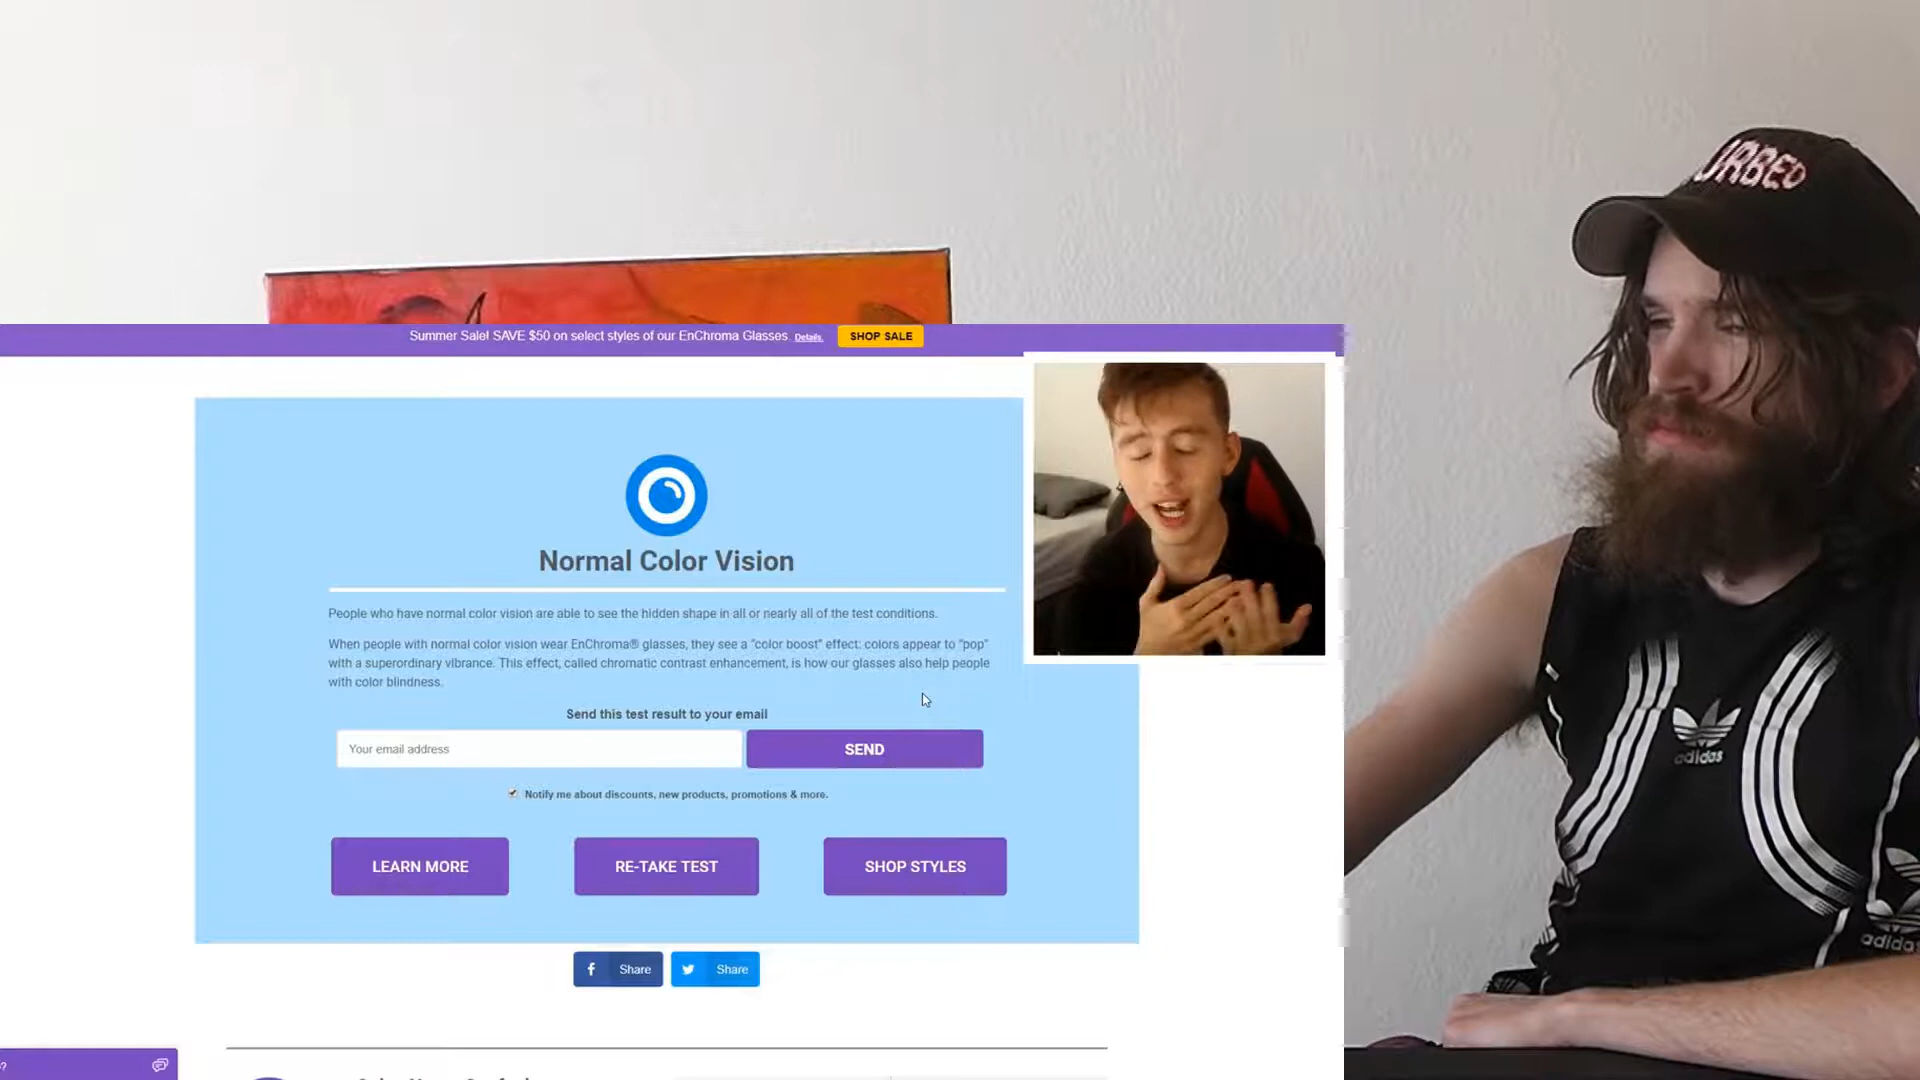 URBED
Summer Sale! SAVE $50 on select styles of our EnChroma Glasses. Details.
SHOP SALE
Normal Color Vision
People who have normal color vision are able to see the hidden shape in all or nearly all of the test conditions.
When people with normal color vision wear EnChroma® glasses, they see a "color boost" effect: colors appear to "pop"
with a superordinary vibrance. This effect, called chromatic contrast enhancement, is how our glasses also help people
with color blindness.
Send this test result to your email
Your email address
SEND
Notify me about discounts, new products, promotions & more.
LEARN MORE
RE-TAKE TEST
SHOP STYLES
Share
Share
adidas
adidas
?